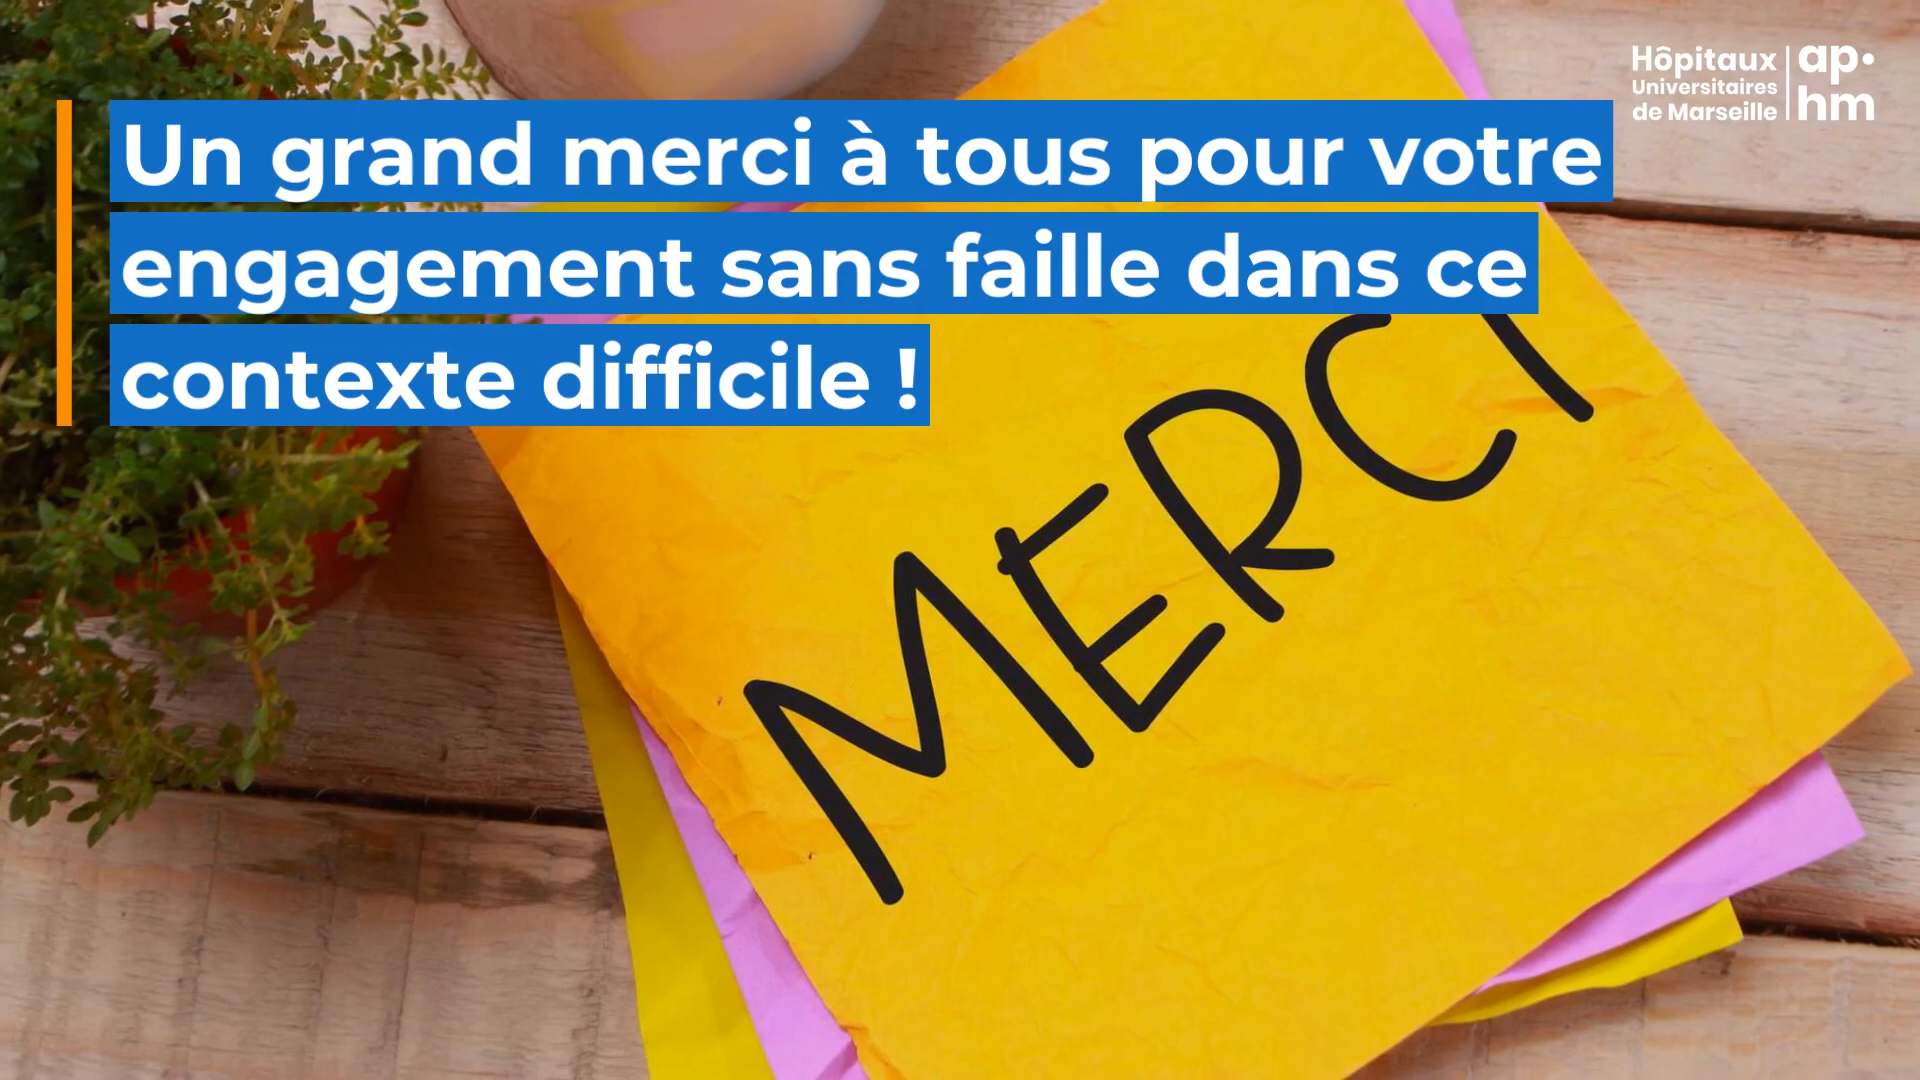 Un grand merci à tous pour votre
engagement sans faille dans ce
contexte difficile !
Hôpitaux
Universitaires
de Marseille
ap•
hm
MERCI